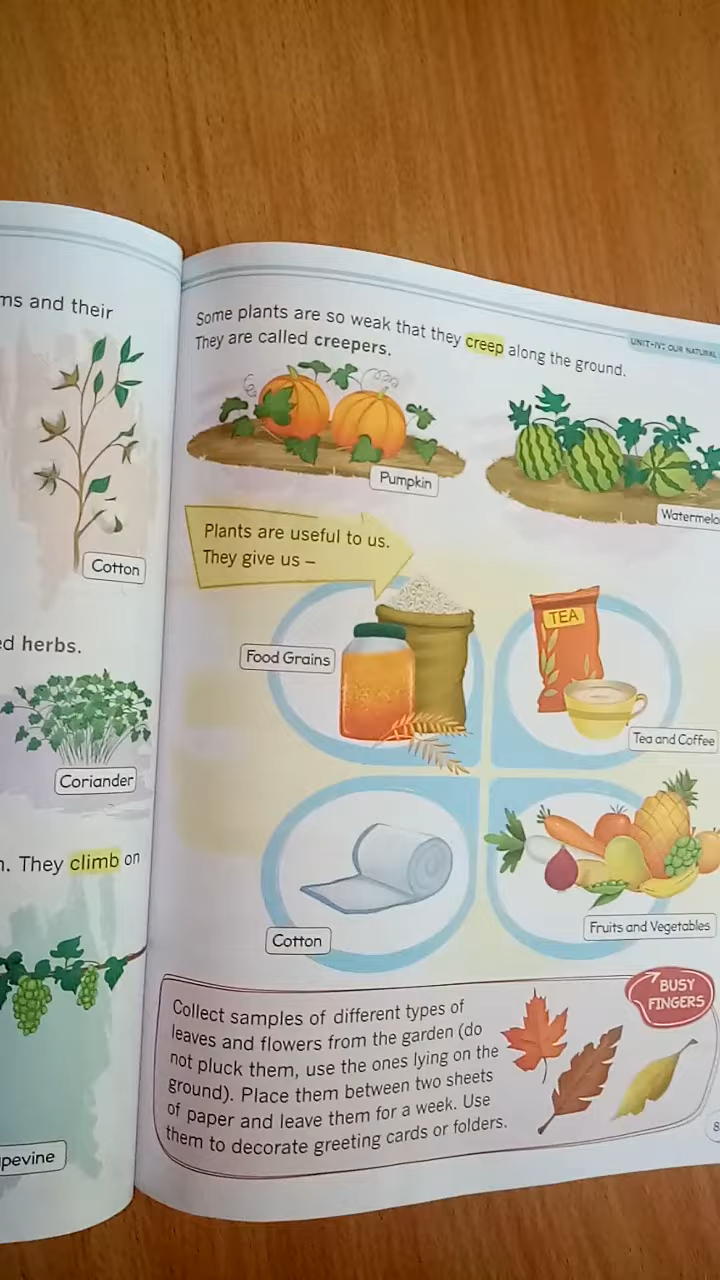 ms and their
Cotton
ed herbs.
Coriander
They climb on
Some plants are so weak that they creep along the ground.
They are called creepers.
UNIT-IV: OUR NATURAL
Pumpkin
Watermelo
Plants are useful to us.
They give us –
Food Grains
TEA
Tea and Coffee
Cotton
Fruits and Vegetables
BUSY
FINGERS
Collect samples of different types of
leaves and flowers from the garden (do
not pluck them, use the ones lying on the
ground). Place them between two sheets
of paper and leave them for a week. Use
them to decorate greeting cards or folders.
8
pevine